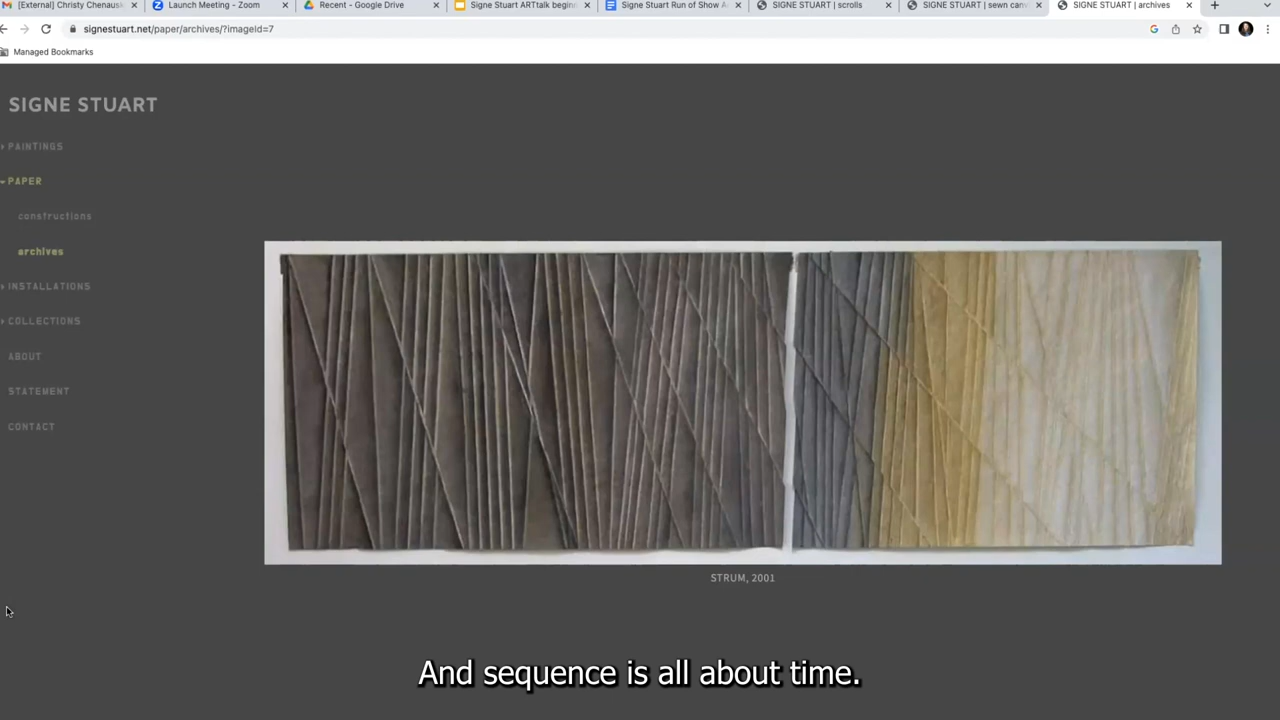 [External] Christy Chenausk
Launch Meeting - Zoom
Recent - Google Drive
Signe Stuart ARTtalk beginn
Signe Stuart Run of Show A
SIGNE STUART | scrolls
SIGNE STUART | sewn canv
SIGNE STUART | archives
signestuart.net/paper/archives/?imageId=7
Managed Bookmarks
SIGNE STUART
PAINTINGS
PAPER
constructions
archives
INSTALLATIONS
COLLECTIONS
ABOUT
STATEMENT
CONTACT
STRUM, 2001
And sequence is all about time.